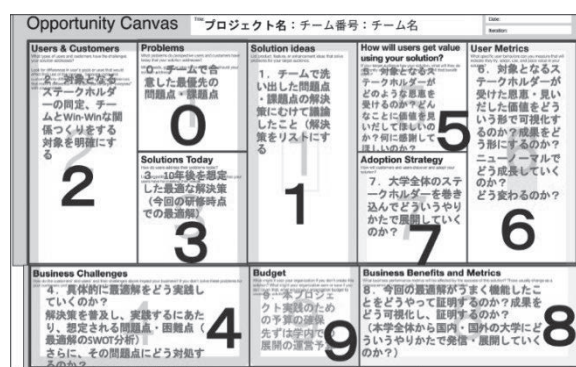 Opportunity Canvas
Title:
プロジェクト名：チーム番号：チーム名
Date:
Iteration:
Users & Customers
2．対象となる
ステークホルダ
ーの同定、チー
ムとWin-Winな関
係づくりをする
対象を明確にす
る
2
Problems
0．チームで合
意した最優先の
問題点・課題点
0
Solutions Today
3．10年後を想定
した最適な解決策
（今回の研修時点
での最適解）
3
Solution ideas
1．チームで洗
い出した問題点
・課題点の解決
策にむけて議論
したこと（解決
策をリストにす
る
1
How will users get value
using your solution?
5．対象となるス
テークホルダーが
どのような恩恵を
受けるのか？どん
なことに価値を見
いだしてほしいの
か？何に感謝して
ほしいのか？
5
Adoption Strategy
7．大学全体のステ
ークホルダーを巻き
込んでどういうやり
かたで展開していく
のか？
7
User Metrics
6．対象となるス
テークホルダーが
受けた恩恵・見い
だした価値をどう
いう形で可視化す
るのか？成果をど
う形にするのか？
ニューノーマルで
どう成長していく
のか？
どう変わるのか？
6
Business Challenges
4．具体的に最適解をどう実践し
ていくのか？
解決策を普及し、実践するにあた
り、想定される問題点・困難点（
最適解のSWOT分析）
さらに、その問題点にどう対処す
るのか？
4
Budget
9．本プロジェ
クト実践のため
の予算の確保
先ずは学内で
展開の運営予
9
Business Benefits and Metrics
8．今回の最適解がうまく機能したこ
とをどうやって証明するのか？成果を
どう可視化し、証明するのか？
（本学全体から国内・国外の大学にど
ういうやりかたで発信・展開していく
のか？）
8